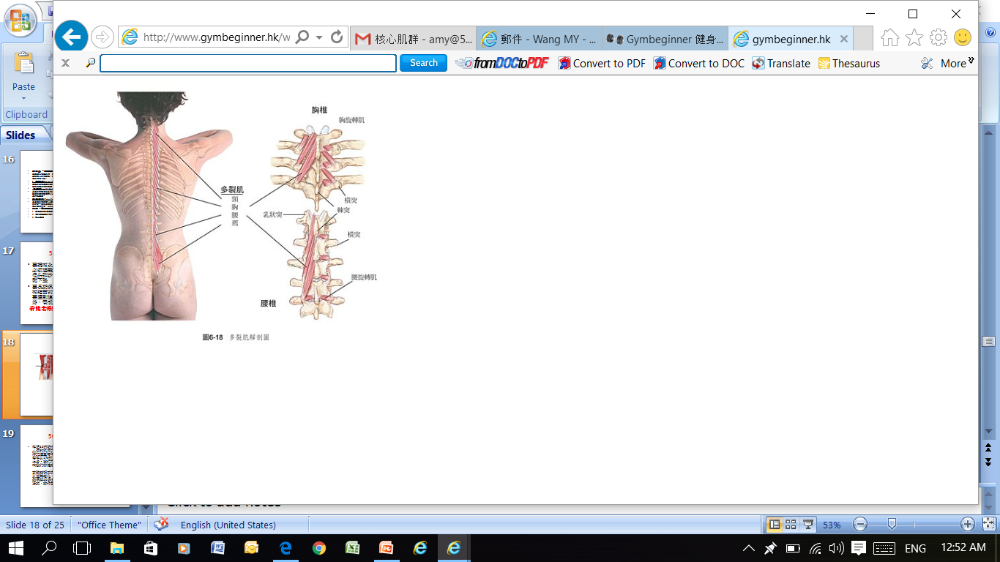 http://www.gymbeginner.hk/w
核心肌群 - amy@5...
郵件 - Wang MY - ...
Gymbeginner 健身...
gymbeginner.hk
x
Search
fromDOCtoPDF
Convert to PDF
Convert to DOC
Translate
Thesaurus
More
Paste
Clipboard
Slides
16
17
18
19
胸椎
胸旋轉肌
多裂肌
頸
胸
腰
薦
橫突
棘突
乳狀突
橫突
腰旋轉肌
腰椎
圖6-18 多裂肌解剖圖
Click to add notes
Slide 18 of 25
"Office Theme"
English (United States)
53%
ENG
12:52 AM